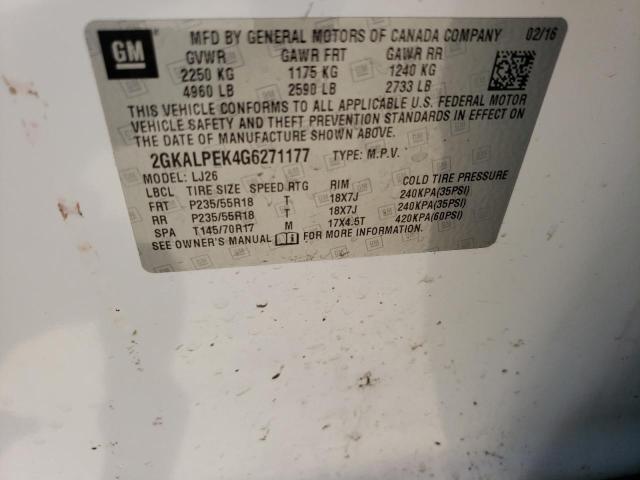 GM
MFD BY GENERAL MOTORS OF CANADA COMPANY 02/16
GVWR GAWR FRT GAWR RR
2250 KG 1175 KG 1240 KG
4960 LB 2590 LB 2733 LB
THIS VEHICLE CONFORMS TO ALL APPLICABLE U.S. FEDERAL MOTOR
VEHICLE SAFETY AND THEFT PREVENTION STANDARDS IN EFFECT ON
THE DATE OF MANUFACTURE SHOWN ABOVE.
2GKALPEK4G6271177 TYPE: M.P.V.
MODEL: LJ26
LBCL TIRE SIZE SPEED RTG RIM COLD TIRE PRESSURE
FRT P235/55R18 T 18X7J 240KPA(35PSI)
RR P235/55R18 T 18X7J 240KPA(35PSI)
SPA T145/70R17 M 17X4.5T 420KPA(60PSI)
SEE OWNER'S MANUAL FOR MORE INFORMATION.